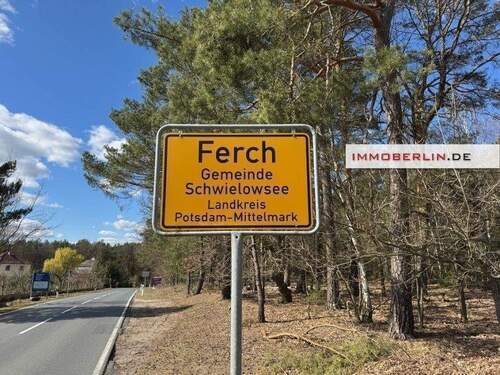 Ferch
Gemeinde
Schwielowsee
Landkreis
Potsdam-Mittelmark
IMMOBERLIN.DE